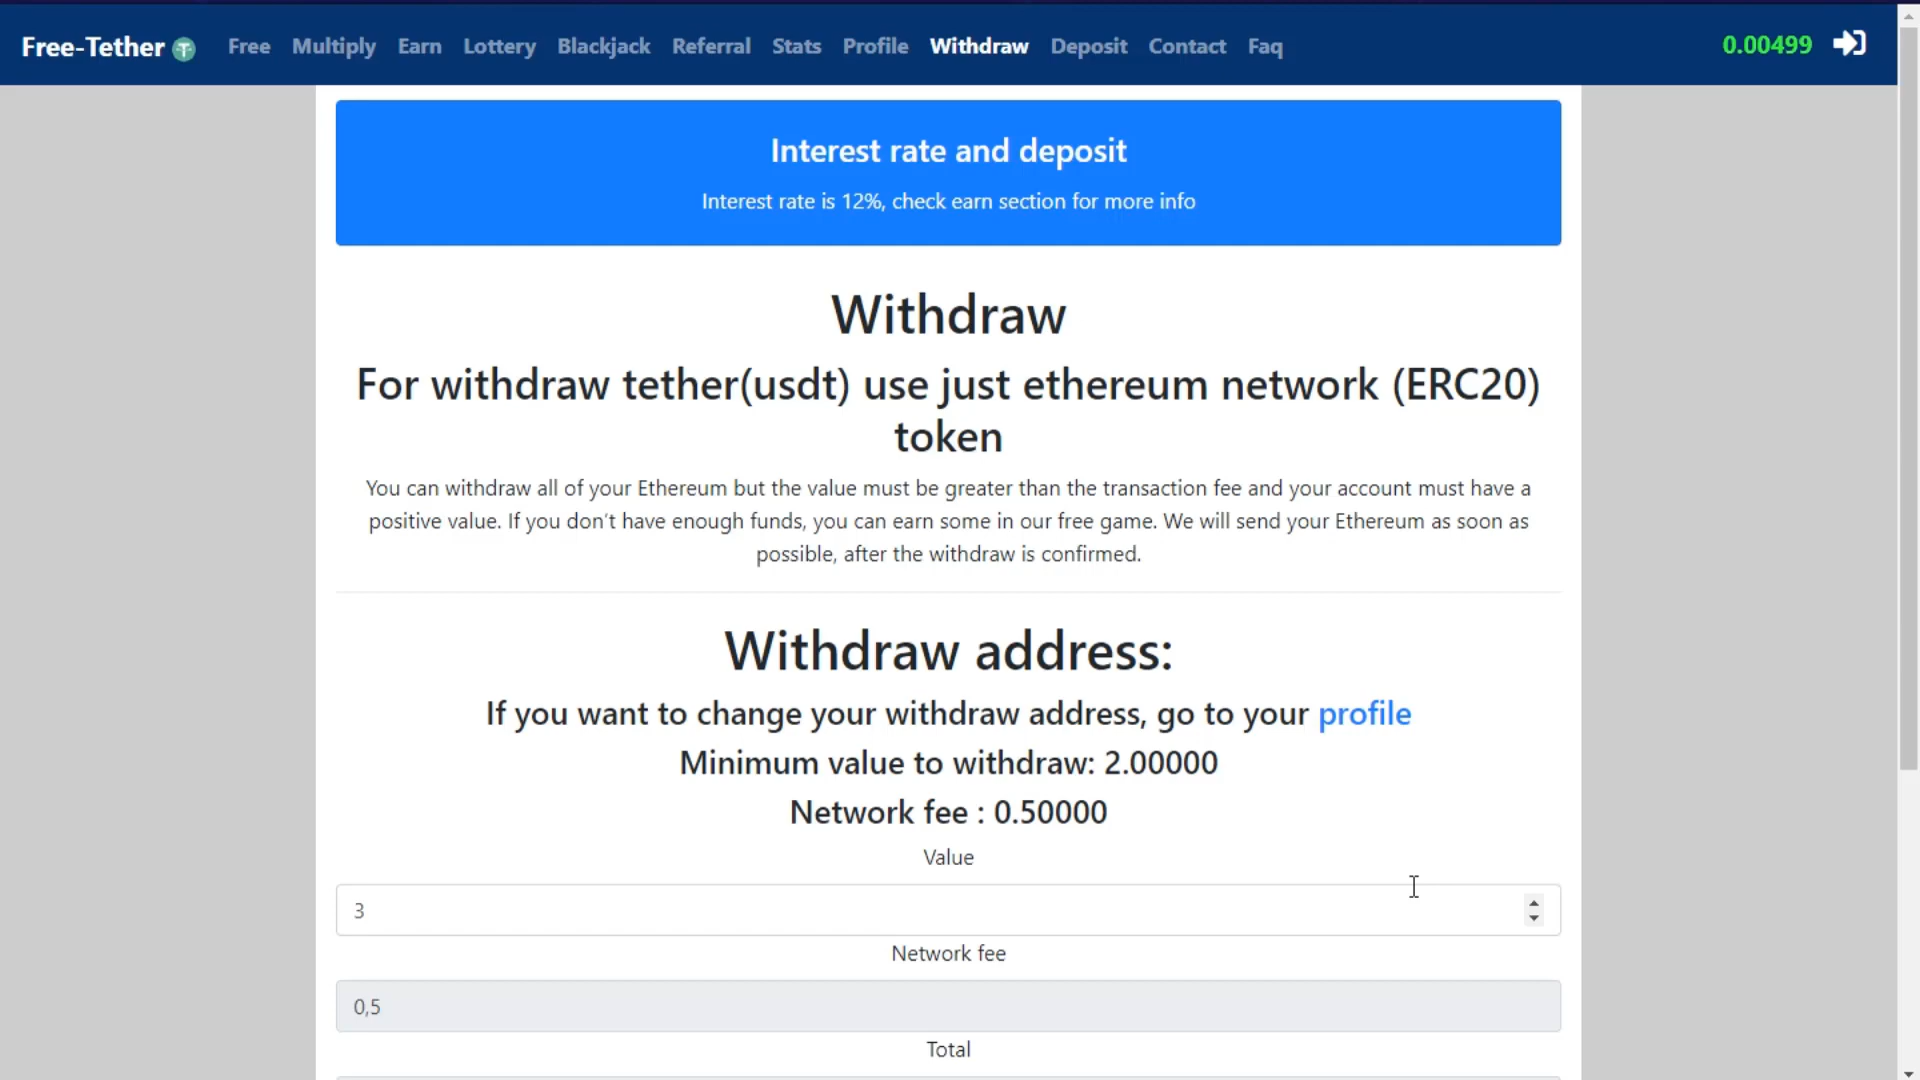 Free-Tether Free Multiply Earn Lottery Blackjack Referral Stats Profile Withdraw Deposit Contact Faq 0.00499
Interest rate and deposit
Interest rate is 12%, check earn section for more info
Withdraw
For withdraw tether(usdt) use just ethereum network (ERC20)
token
You can withdraw all of your Ethereum but the value must be greater than the transaction fee and your account must have a
positive value. If you don't have enough funds, you can earn some in our free game. We will send your Ethereum as soon as
possible, after the withdraw is confirmed.
Withdraw address:
If you want to change your withdraw address, go to your profile
Minimum value to withdraw: 2.00000
Network fee : 0.50000
Value
3
Network fee
0,5
Total